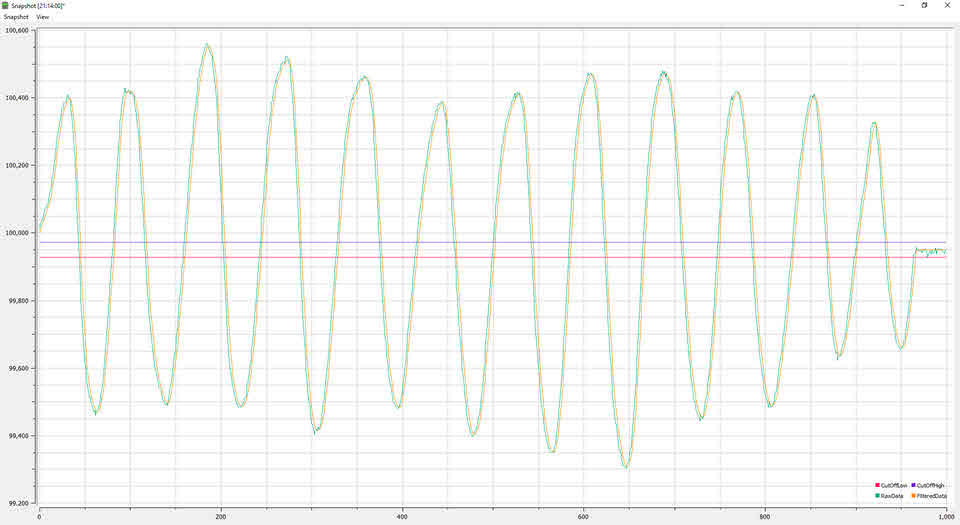 Snapshot [21:14:00]*
Snapshot View
100,600
100,400
100,200
100,000
99,800
99,600
99,400
99,200
0 200 400 600 800 1,000
CutOffLow CutOffHigh
RawData FilteredData